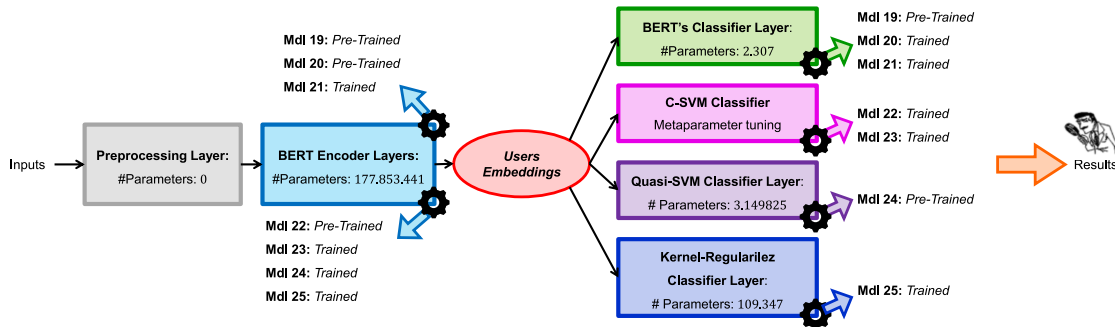 Inputs
Preprocessing Layer:
#Parameters: 0
Mdl 19: Pre-Trained
Mdl 20: Pre-Trained
Mdl 21: Trained
BERT Encoder Layers:
#Parameters: 177.853.441
Mdl 22: Pre-Trained
Mdl 23: Trained
Mdl 24: Trained
Mdl 25: Trained
Users
Embeddings
BERT's Classifier Layer:
#Parameters: 2.307
Mdl 19: Pre-Trained
Mdl 20: Trained
Mdl 21: Trained
C-SVM Classifier
Metaparameter tuning
Mdl 22: Trained
Mdl 23: Trained
Quasi-SVM Classifier Layer:
# Parameters: 3.149825
Mdl 24: Pre-Trained
Kernel-Regularilez
Classifier Layer:
# Parameters: 109.347
Mdl 25: Trained
Results